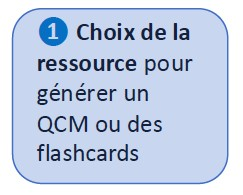 1 Choix de la
ressource pour
générer un
QCM ou des
flashcards